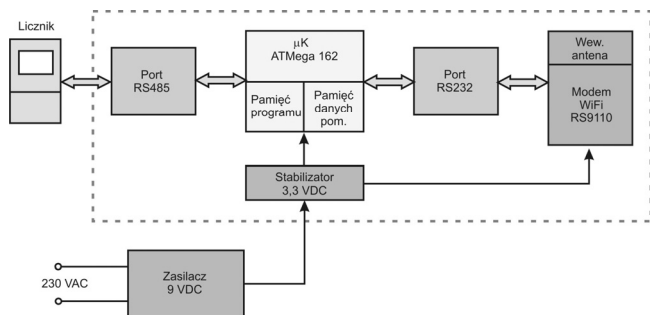 Licznik
Port
RS485
μK
ATMega 162
Pamięć
programu
Pamięć
danych
pom.
Port
RS232
Wew.
antena
Modem
WiFi
RS9110
Stabilizator
3,3 VDC
230 VAC
Zasilacz
9 VDC